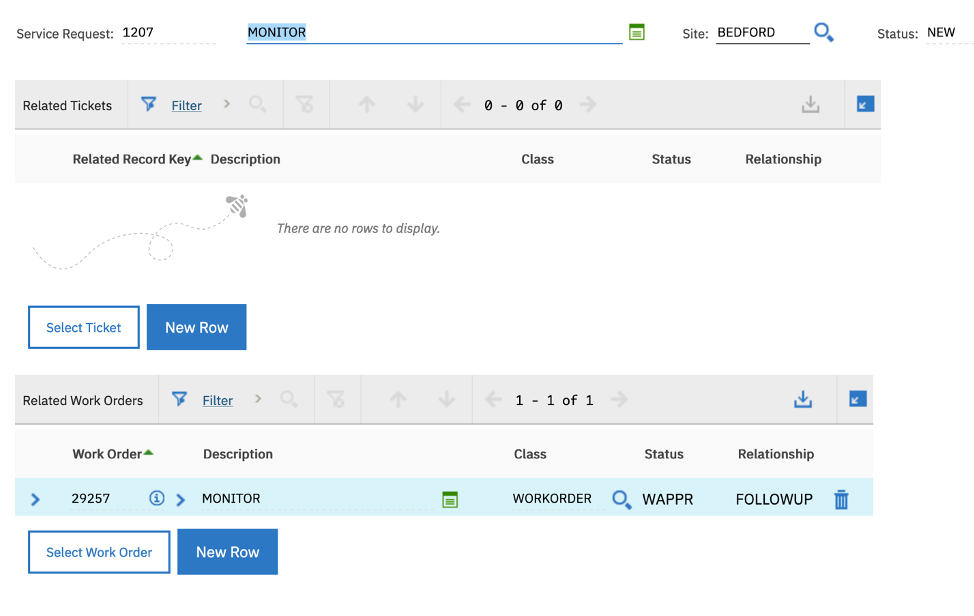 Service Request: 1207 MONITOR Site: BEDFORD Status: NEW
Related Tickets Filter 0 - 0 of 0
Related Record Key Description Class Status Relationship
There are no rows to display.
Select Ticket New Row
Related Work Orders Filter 1 - 1 of 1
Work Order Description Class Status Relationship
29257 MONITOR WORKORDER WAPPR FOLLOWUP
Select Work Order New Row